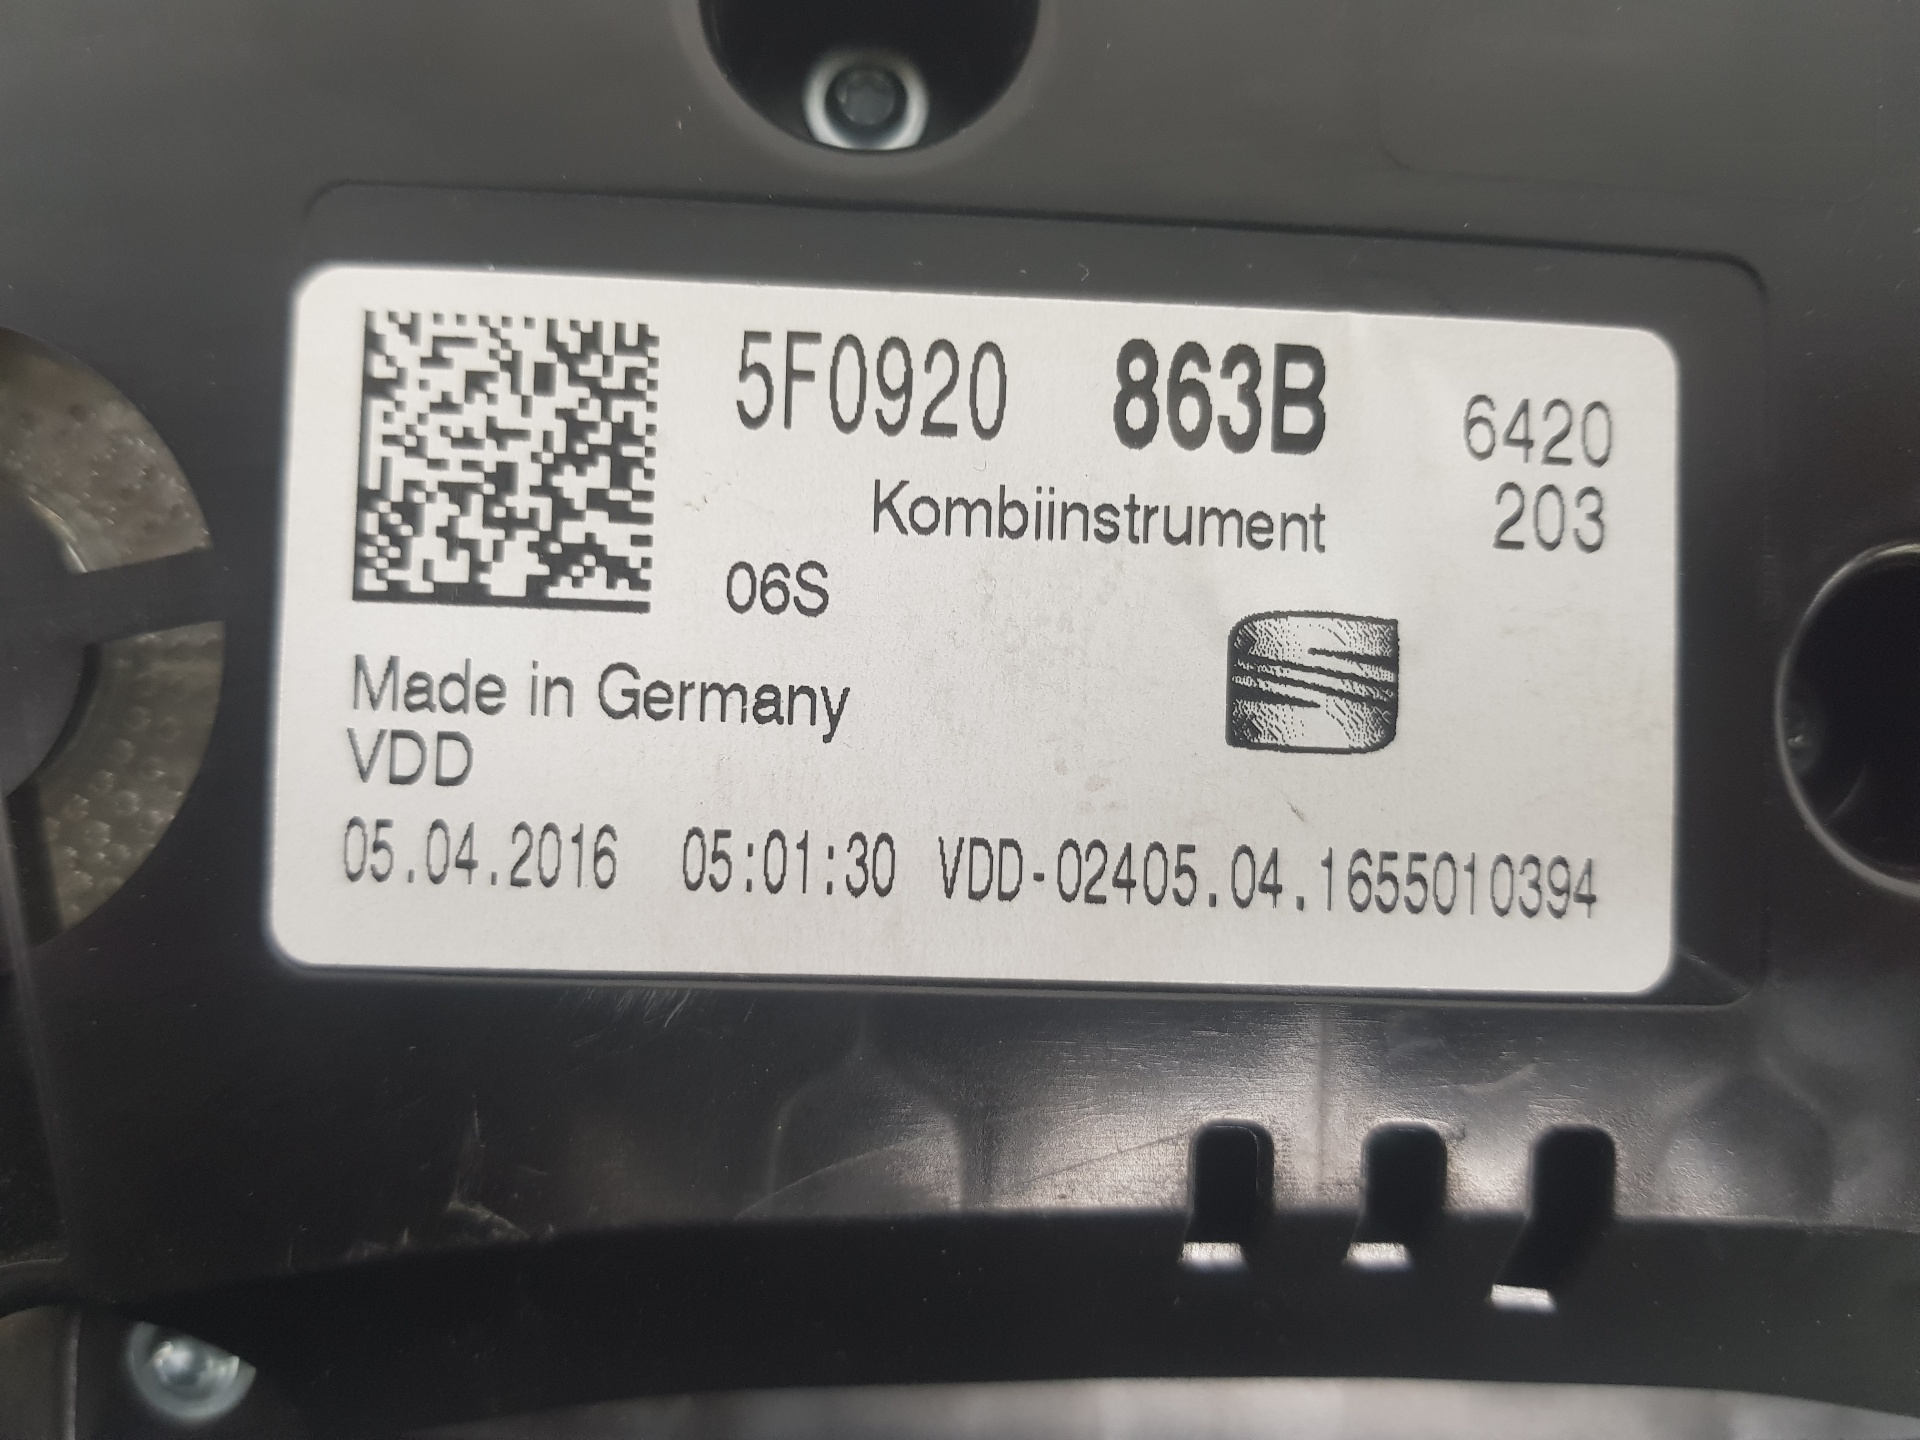 5F0920 863B 6420
Kombiinstrument 203
06S
Made in Germany
VDD
05.04.2016 05:01:30 VDD-02405.04.1655010394